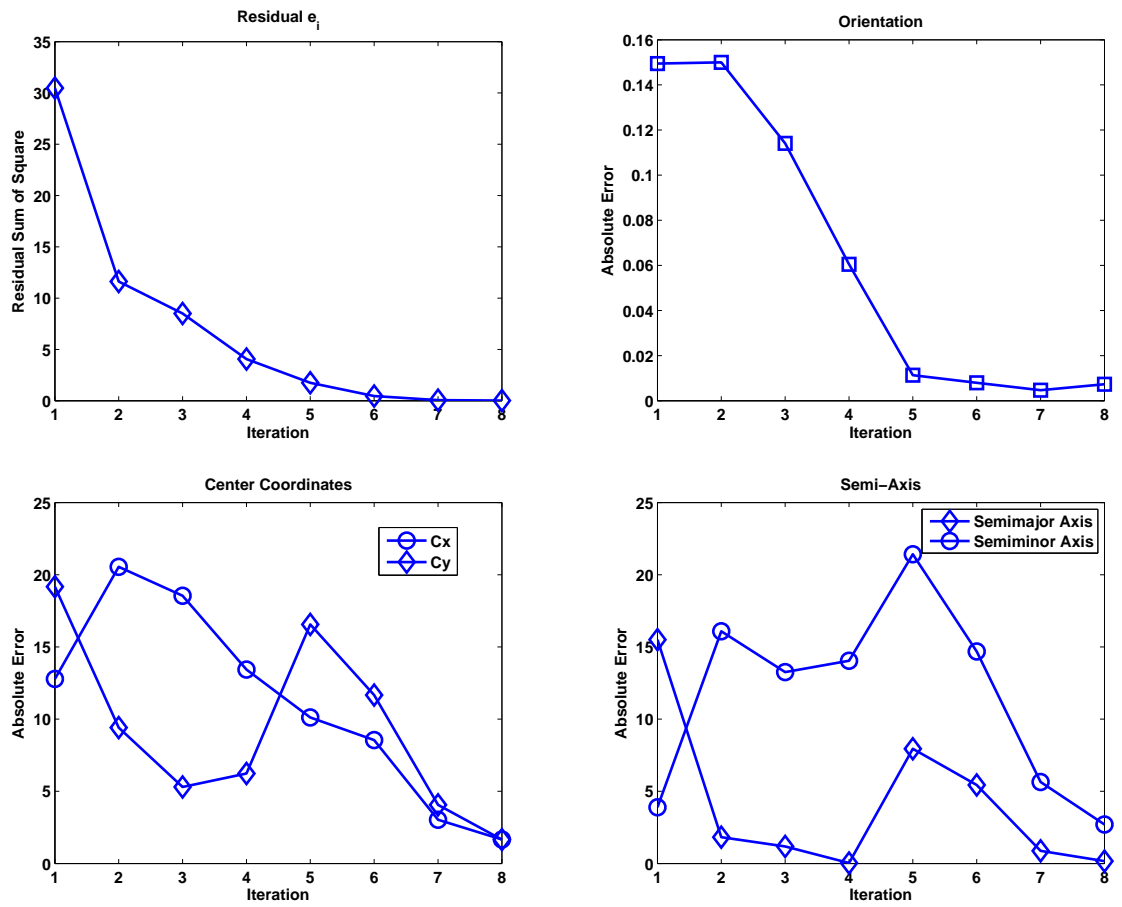 Residual e_i
35
30
25
20
15
10
5
0
Residual Sum of Square
1 2 3 4 5 6 7 8
Iteration
Orientation
0.16
0.14
0.12
0.1
0.08
0.06
0.04
0.02
0
Absolute Error
1 2 3 4 5 6 7 8
Iteration
Center Coordinates
25
20
15
10
5
0
Absolute Error
Cx
Cy
1 2 3 4 5 6 7 8
Iteration
Semi−Axis
25
20
15
10
5
0
Absolute Error
Semimajor Axis
Semiminor Axis
1 2 3 4 5 6 7 8
Iteration